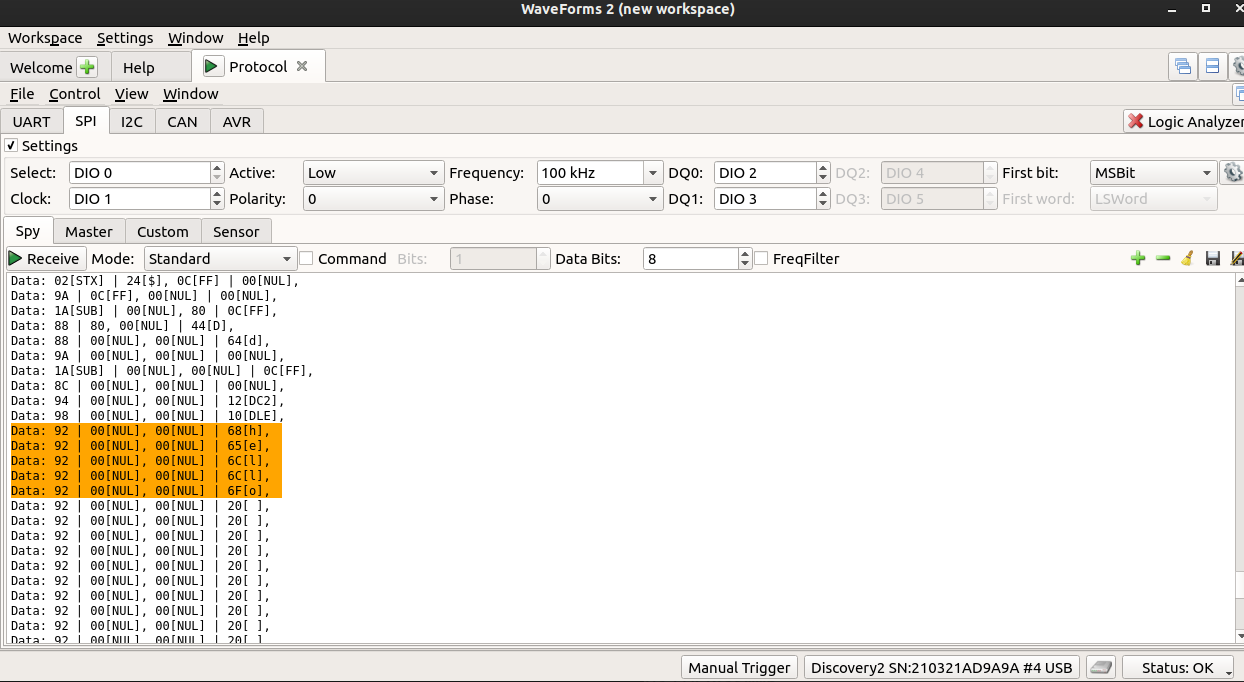 WaveForms 2 (new workspace)
Workspace Settings Window Help
Welcome Help Protocol
File Control View Window
UART SPI I2C CAN AVR Logic Analyzer
Settings
Select: DIO 0 Active: Low Frequency: 100 kHz DQ0: DIO 2 DQ2: DIO 4 First bit: MSBit
Clock: DIO 1 Polarity: 0 Phase: 0 DQ1: DIO 3 DQ3: DIO 5 First word: LSWord
Spy Master Custom Sensor
Receive Mode: Standard Command Bits: 1 Data Bits: 8 FreqFilter
Data: 02[STX] | 24[$], 0C[FF] | 00[NUL],
Data: 9A | 0C[FF], 00[NUL] | 00[NUL],
Data: 1A[SUB] | 00[NUL], 80 | 0C[FF],
Data: 88 | 80, 00[NUL] | 44[D],
Data: 88 | 00[NUL], 00[NUL] | 64[d],
Data: 9A | 00[NUL], 00[NUL] | 00[NUL],
Data: 1A[SUB] | 00[NUL], 00[NUL] | 0C[FF],
Data: 8C | 00[NUL], 00[NUL] | 00[NUL],
Data: 94 | 00[NUL], 00[NUL] | 12[DC2],
Data: 98 | 00[NUL], 00[NUL] | 10[DLE],
Data: 92 | 00[NUL], 00[NUL] | 68[h],
Data: 92 | 00[NUL], 00[NUL] | 65[e],
Data: 92 | 00[NUL], 00[NUL] | 6C[l],
Data: 92 | 00[NUL], 00[NUL] | 6C[l],
Data: 92 | 00[NUL], 00[NUL] | 6F[o],
Data: 92 | 00[NUL], 00[NUL] | 20[ ],
Data: 92 | 00[NUL], 00[NUL] | 20[ ],
Data: 92 | 00[NUL], 00[NUL] | 20[ ],
Data: 92 | 00[NUL], 00[NUL] | 20[ ],
Data: 92 | 00[NUL], 00[NUL] | 20[ ],
Data: 92 | 00[NUL], 00[NUL] | 20[ ],
Data: 92 | 00[NUL], 00[NUL] | 20[ ],
Data: 92 | 00[NUL], 00[NUL] | 20[ ],
Data: 92 | 00[NUL], 00[NUL] | 20[ ],
Data: 92 | 00[NUL], 00[NUL] | 20[ ]
Manual Trigger Discovery2 SN:210321AD9A9A #4 USB Status: OK